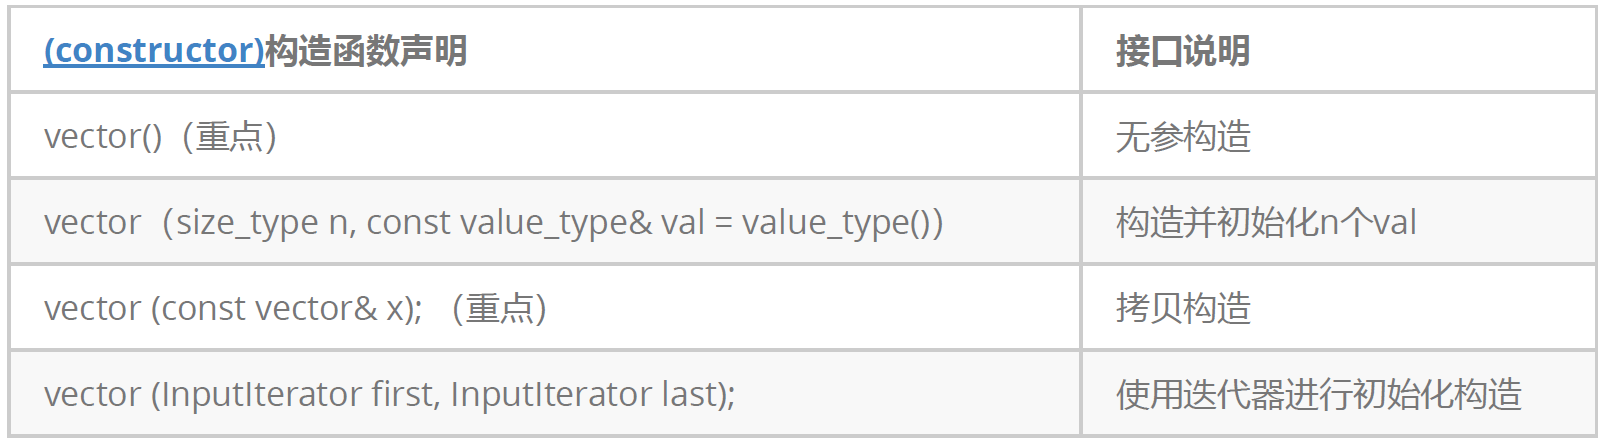 (constructor)构造函数声明 接口说明
vector()（重点） 无参构造
vector（size_type n, const value_type& val = value_type()） 构造并初始化n个val
vector (const vector& x); （重点） 拷贝构造
vector (InputIterator first, InputIterator last); 使用迭代器进行初始化构造